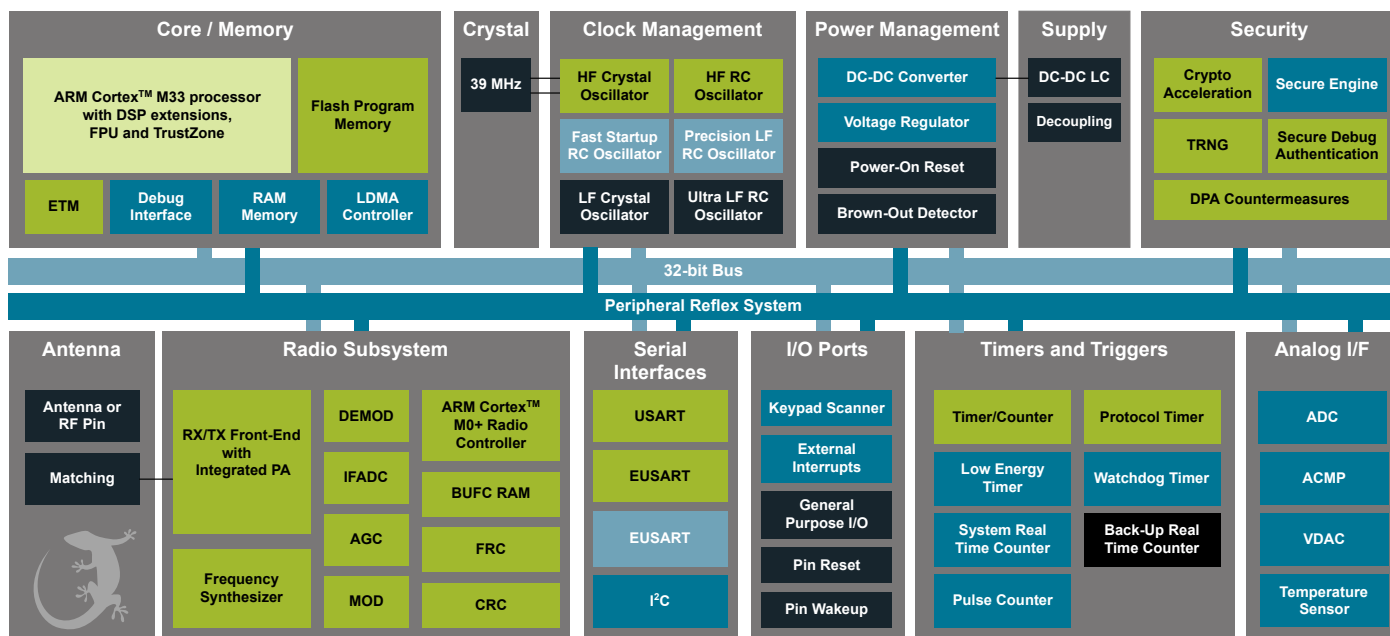 Core / Memory
ARM Cortex™ M33 processor
with DSP extensions,
FPU and TrustZone
Flash Program
Memory
ETM
Debug
Interface
RAM
Memory
LDMA
Controller
Crystal
39 MHz
Clock Management
HF Crystal
Oscillator
HF RC
Oscillator
Fast Startup
RC Oscillator
Precision LF
RC Oscillator
LF Crystal
Oscillator
Ultra LF RC
Oscillator
Power Management
DC-DC Converter
Voltage Regulator
Power-On Reset
Brown-Out Detector
Supply
DC-DC LC
Decoupling
Security
Crypto
Acceleration
Secure Engine
TRNG
Secure Debug
Authentication
DPA Countermeasures
32-bit Bus
Peripheral Reflex System
Antenna
Antenna or
RF Pin
Matching
Radio Subsystem
RX/TX Front-End
with
Integrated PA
Frequency
Synthesizer
DEMOD
IFADC
AGC
MOD
ARM Cortex™
M0+ Radio
Controller
BUFC RAM
FRC
CRC
Serial
Interfaces
USART
EUSART
EUSART
I²C
I/O Ports
Keypad Scanner
External
Interrupts
General
Purpose I/O
Pin Reset
Pin Wakeup
Timers and Triggers
Timer/Counter
Protocol Timer
Low Energy
Timer
Watchdog Timer
System Real
Time Counter
Back-Up Real
Time Counter
Pulse Counter
Analog I/F
ADC
ACMP
VDAC
Temperature
Sensor